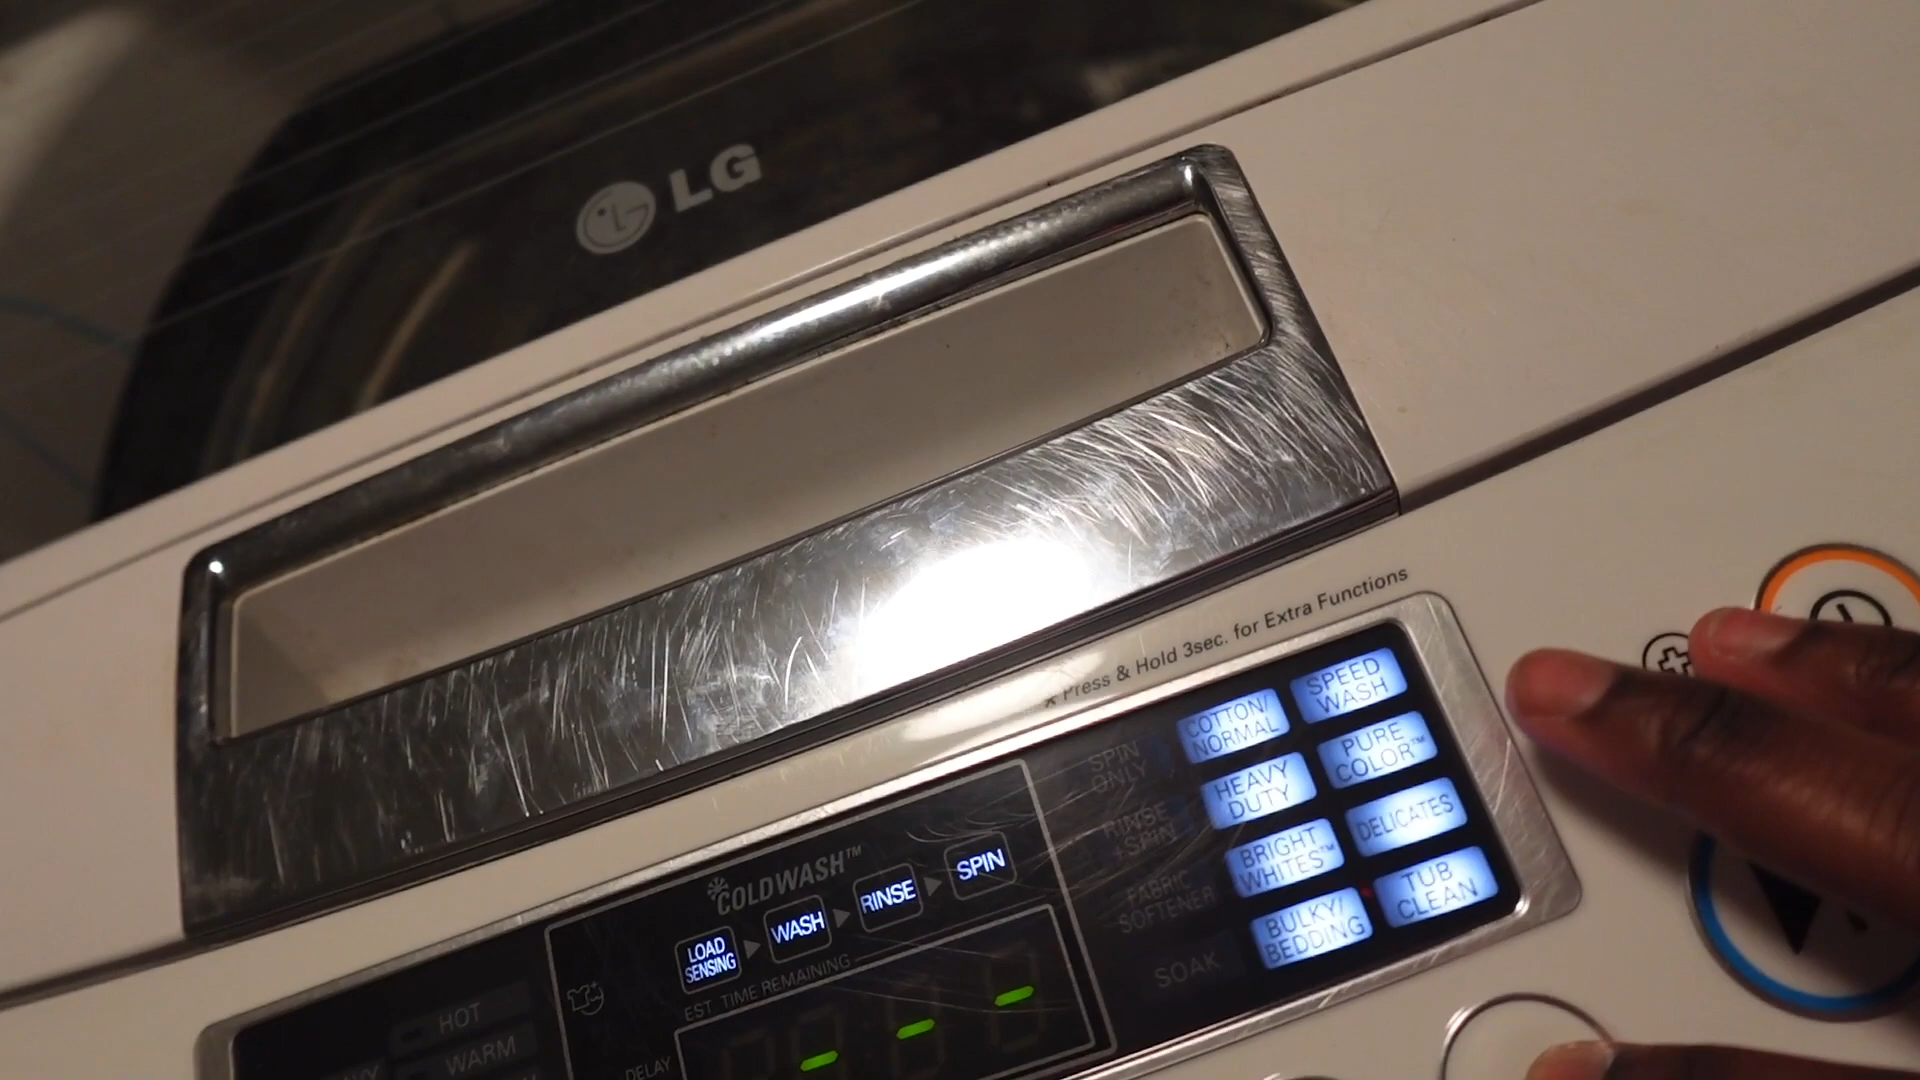 LG
* Press & Hold 3sec. for Extra Functions
SPIN
ONLY
COTTON/
NORMAL
SPEED
WASH
RINSE
+SPIN
HEAVY
DUTY
PURE
COLOR™
FABRIC
SOFTENER
BRIGHT
WHITES™
DELICATES
SOAK
BULKY/
BEDDING
TUB
CLEAN
COLDWASH™
LOAD
SENSING
WASH
RINSE
SPIN
EST. TIME REMAINING
DELAY
HOT
WARM